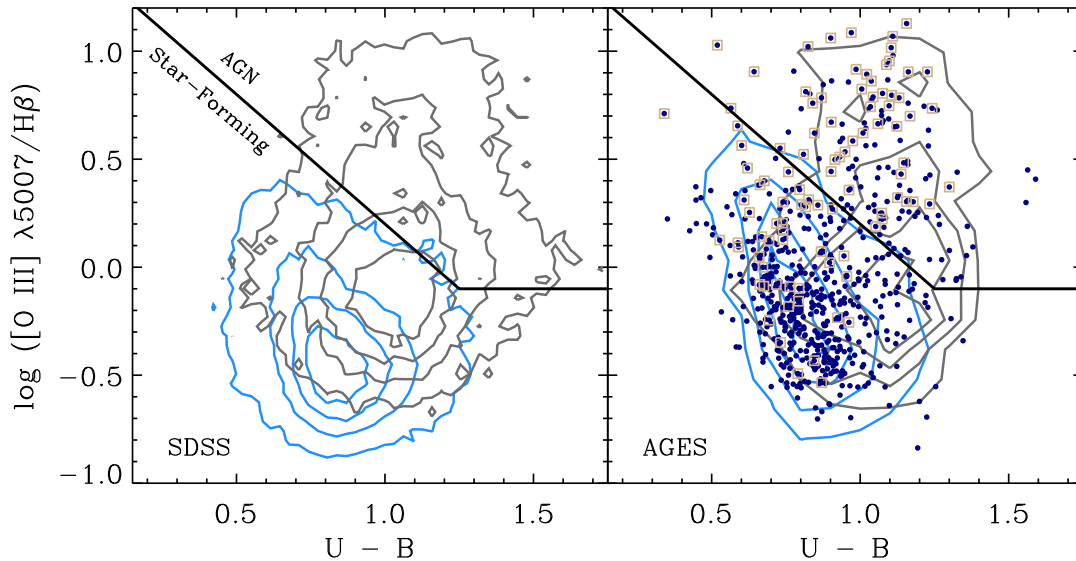 log ([O III] λ5007/Hβ)
1.0
0.5
0.0
−0.5
−1.0
AGN
Star−Forming
SDSS
AGES
0.5 1.0 1.5
0.5 1.0 1.5
U − B
U − B